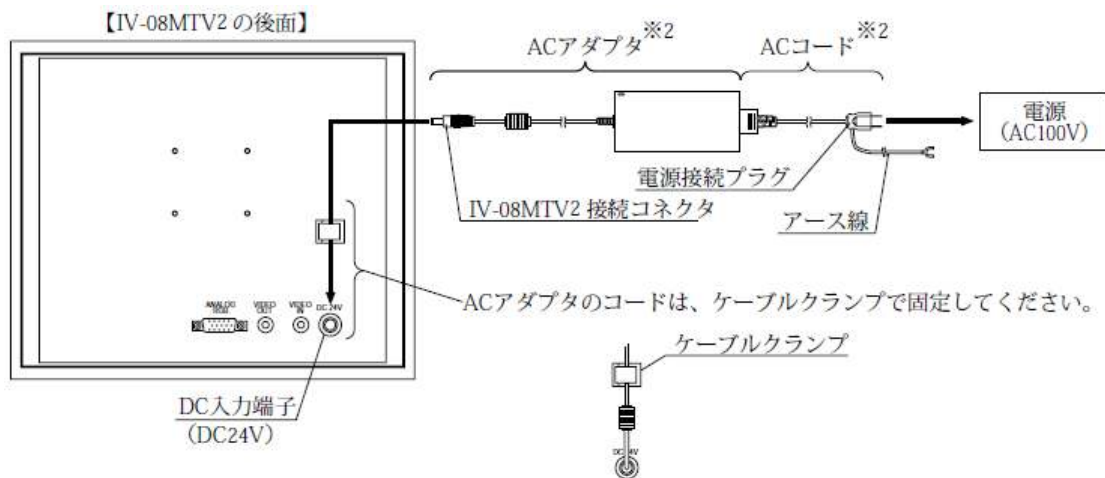 【IV-08MTV2 の後面】
ACアダプタ※2
ACコード※2
電源
（AC100V）
電源接続プラグ
IV-08MTV2 接続コネクタ
アース線
ACアダプタのコードは、ケーブルクランプで固定してください。
ANALOG
RGB
VIDEO
OUT
VIDEO
IN
DC 24V
ケーブルクランプ
DC入力端子
（DC24V）
DC 24V